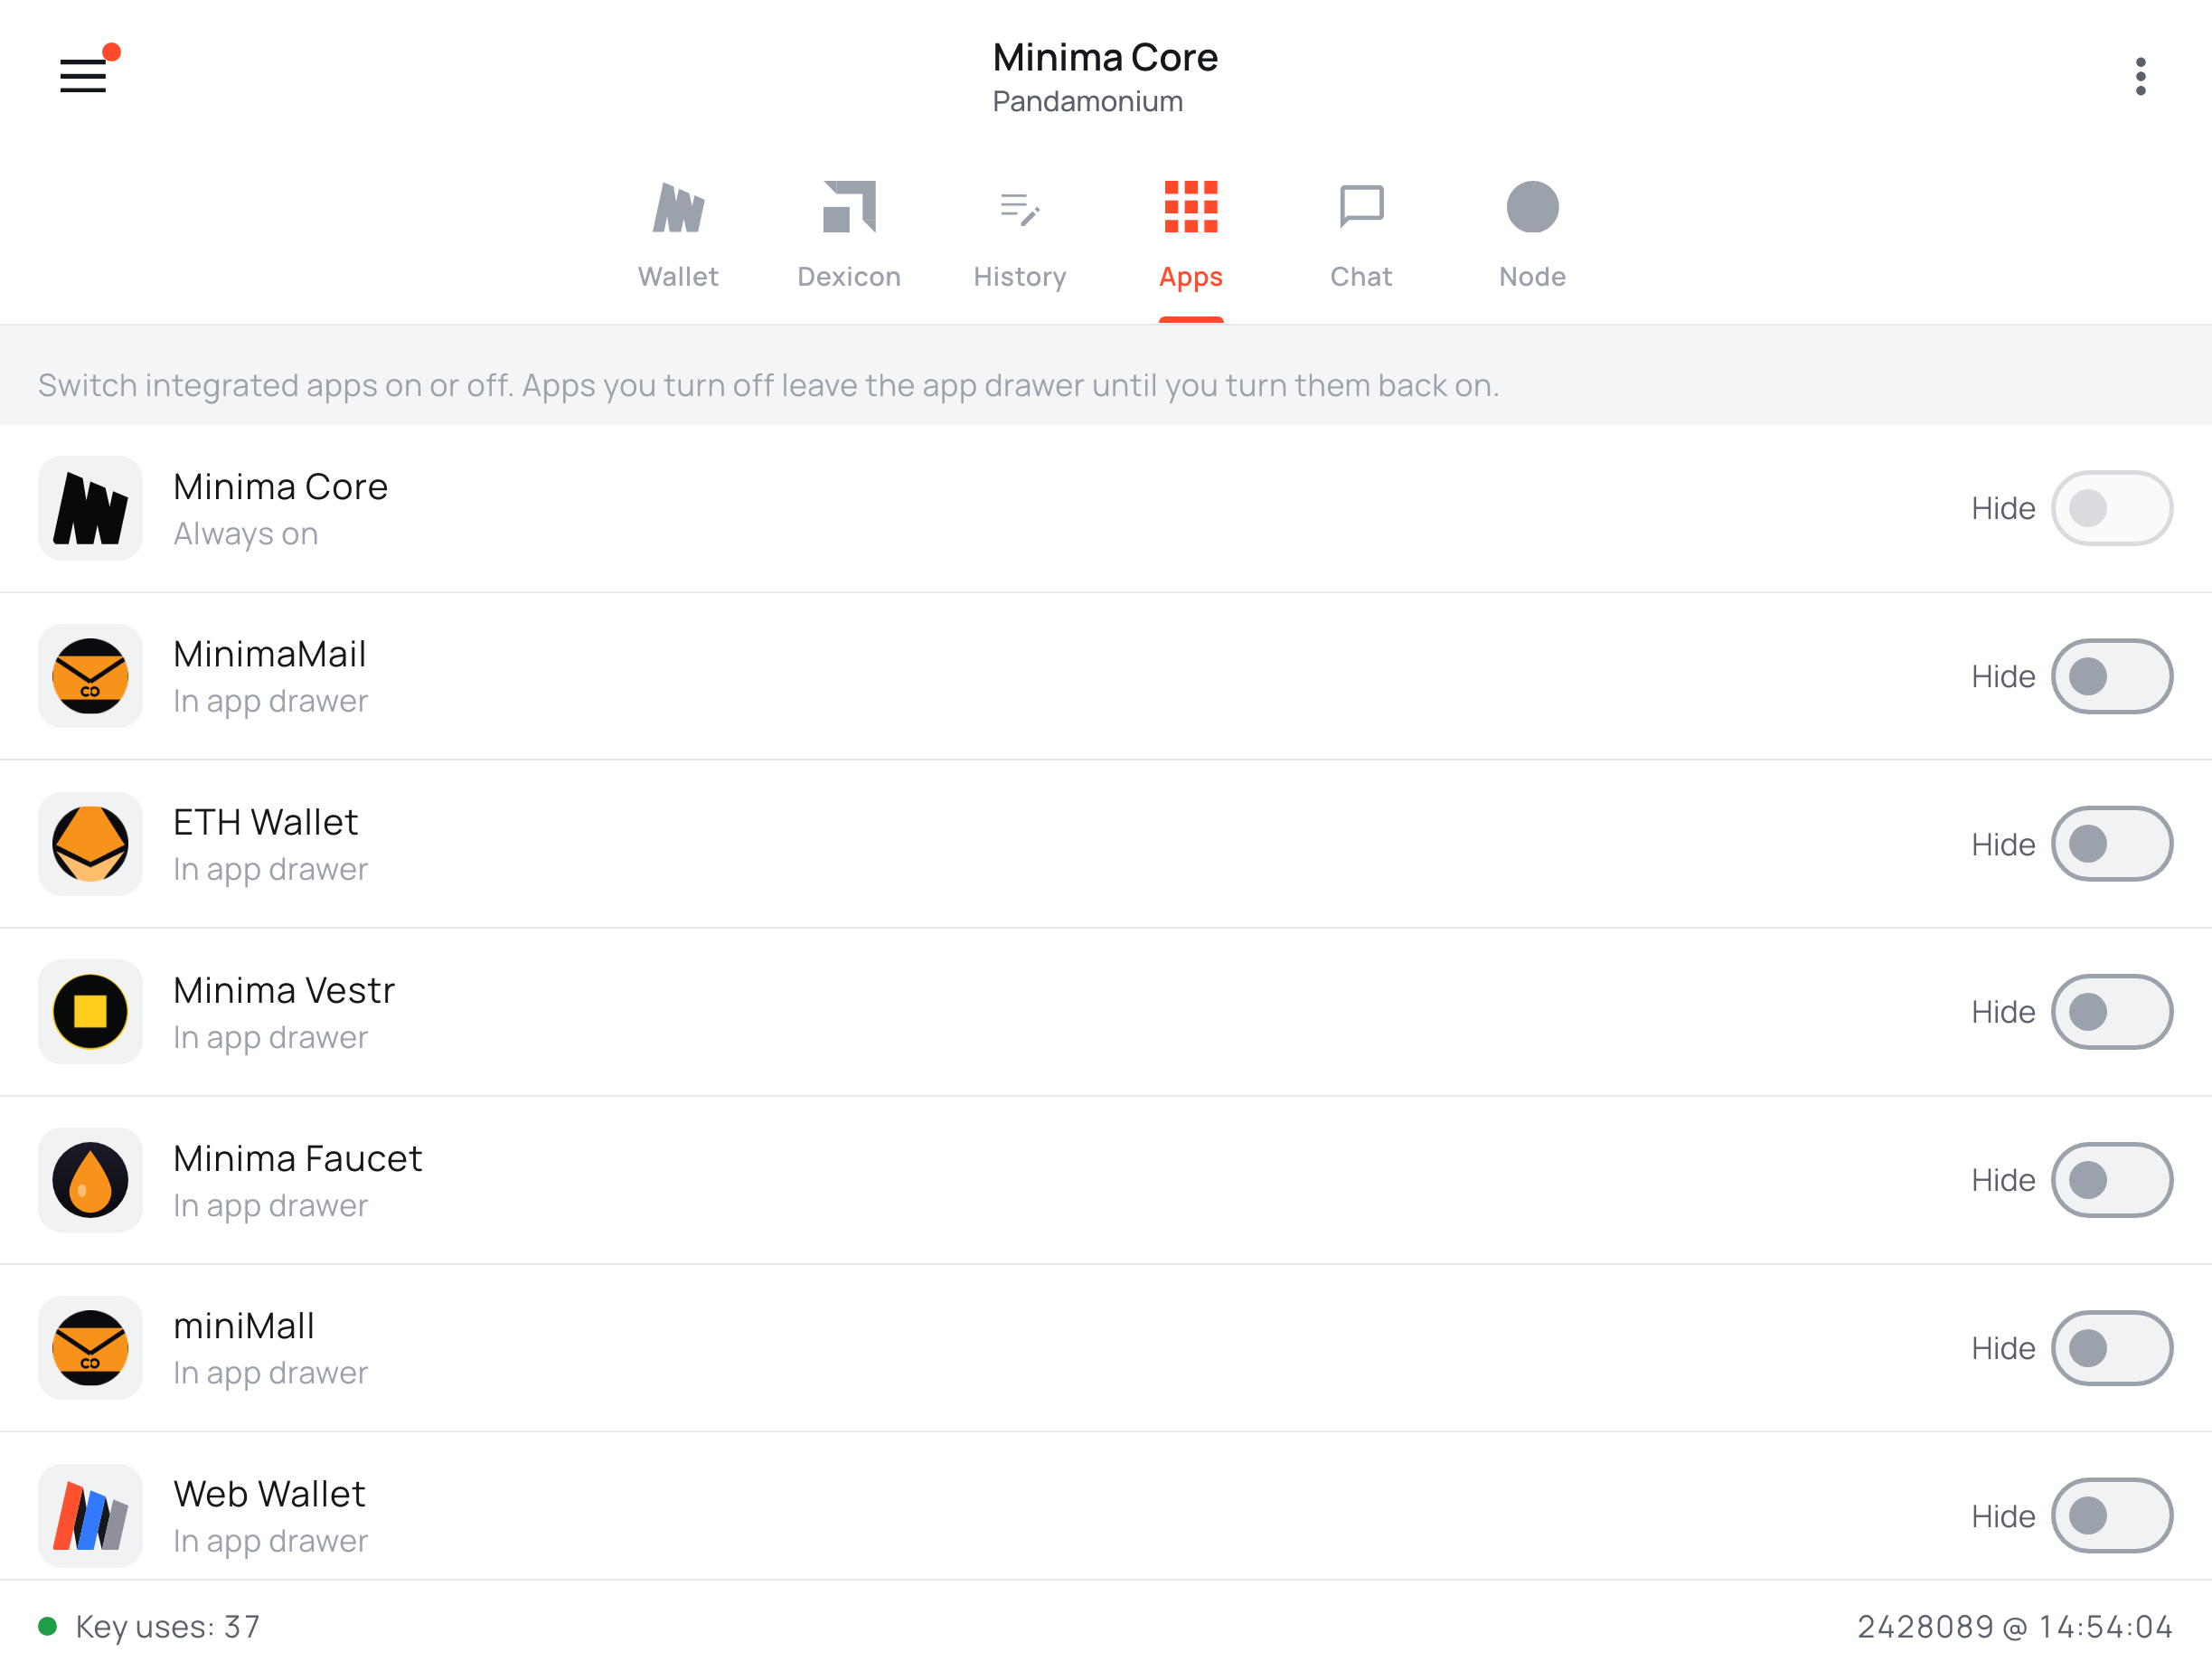 Minima Core
Pandamonium
Wallet
Dexicon
History
Apps
Chat
Node
Switch integrated apps on or off. Apps you turn off leave the app drawer until you turn them back on.
Minima Core
Always on
Hide
MinimaMail
In app drawer
Hide
ETH Wallet
In app drawer
Hide
Minima Vestr
In app drawer
Hide
Minima Faucet
In app drawer
Hide
miniMall
In app drawer
Hide
Web Wallet
In app drawer
Hide
Key uses: 37
2428089 @ 14:54:04